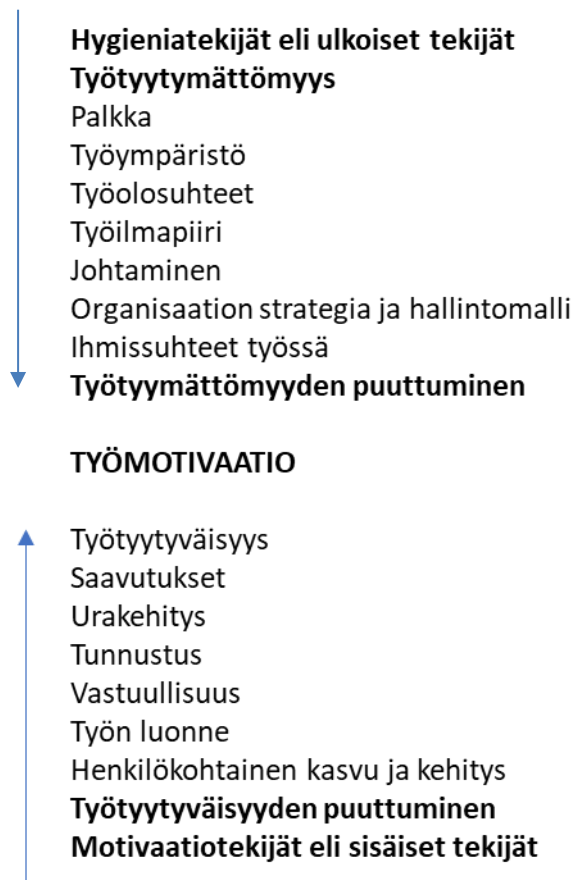 Hygieniatekijät eli ulkoiset tekijät
Työtyytymättömyys
Palkka
Työympäristö
Työolosuhteet
Työilmapiiri
Johtaminen
Organisaation strategia ja hallintomalli
Ihmissuhteet työssä
Työtyymättömyyden puuttuminen
TYÖMOTIVAATIO
Työtyytyväisyys
Saavutukset
Urakehitys
Tunnustus
Vastuullisuus
Työn luonne
Henkilökohtainen kasvu ja kehitys
Työtyytyväisyyden puuttuminen
Motivaatiotekijät eli sisäiset tekijät